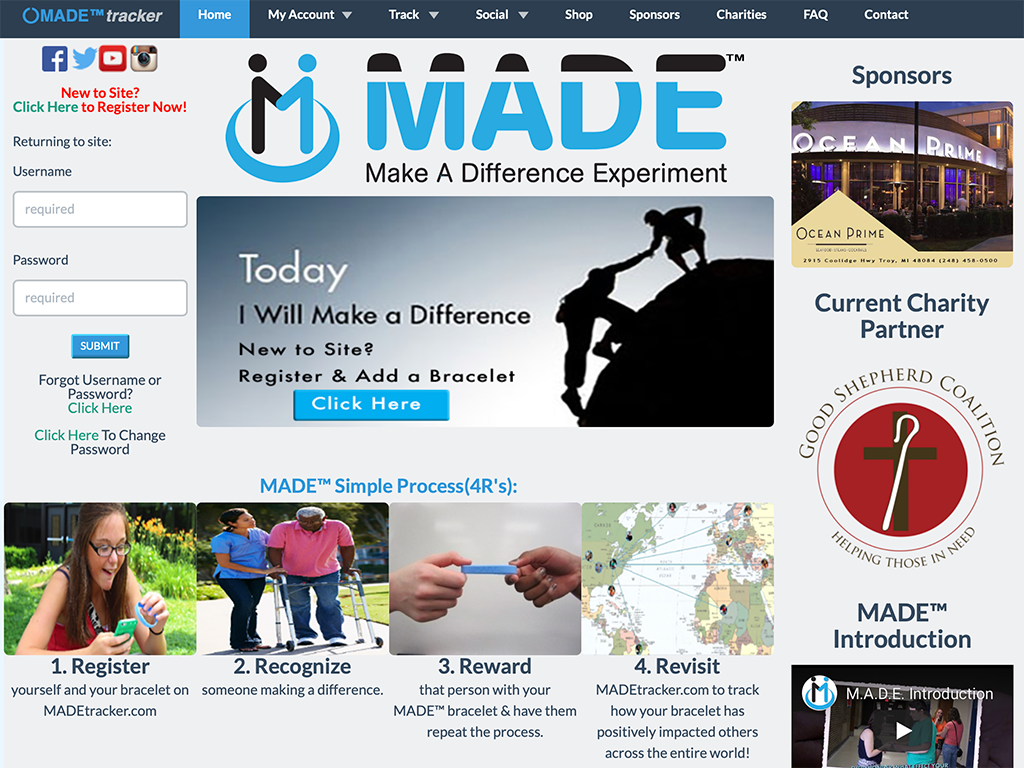 MADE™tracker
Home
My Account
Track
Social
Shop
Sponsors
Charities
FAQ
Contact
New to Site?
Click Here to Register Now!
Returning to site:
Username
required
Password
required
SUBMIT
Forgot Username or
Password?
Click Here
Click Here To Change
Password
MADE™
Make A Difference Experiment
Today
I Will Make a Difference
New to Site?
Register & Add a Bracelet
Click Here
MADE™ Simple Process(4R's):
1. Register
yourself and your bracelet on
MADEtracker.com
2. Recognize
someone making a difference.
3. Reward
that person with your
MADE™ bracelet & have them
repeat the process.
4. Revisit
MADEtracker.com to track
how your bracelet has
positively impacted others
across the entire world!
Sponsors
OCEAN PRIME
OCEAN PRIME
SEAFOOD • STEAKS • COCKTAILS
2915 Coolidge Hwy Troy, MI 48084 (248) 458-0500
Current Charity
Partner
GOOD SHEPHERD COALITION
HELPING THOSE IN NEED
MADE™
Introduction
M.A.D.E. Introduction